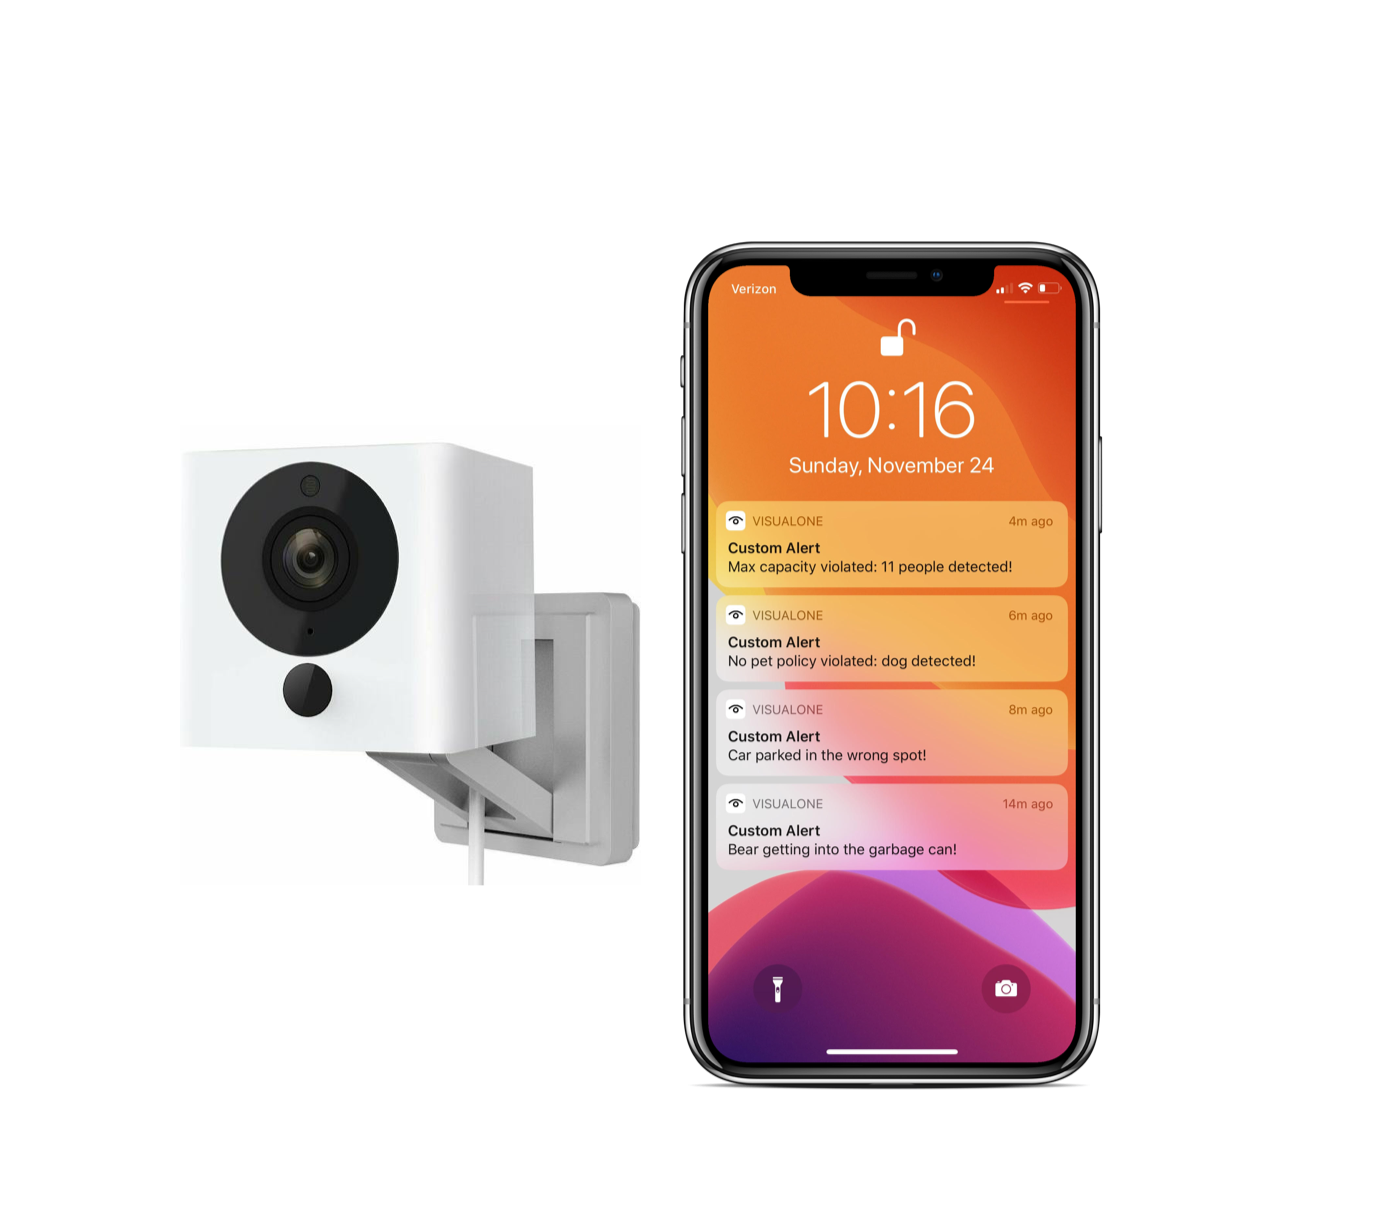 Verizon
10:16
Sunday, November 24
VISUALONE 4m ago
Custom Alert
Max capacity violated: 11 people detected!
VISUALONE 6m ago
Custom Alert
No pet policy violated: dog detected!
VISUALONE 8m ago
Custom Alert
Car parked in the wrong spot!
VISUALONE 14m ago
Custom Alert
Bear getting into the garbage can!